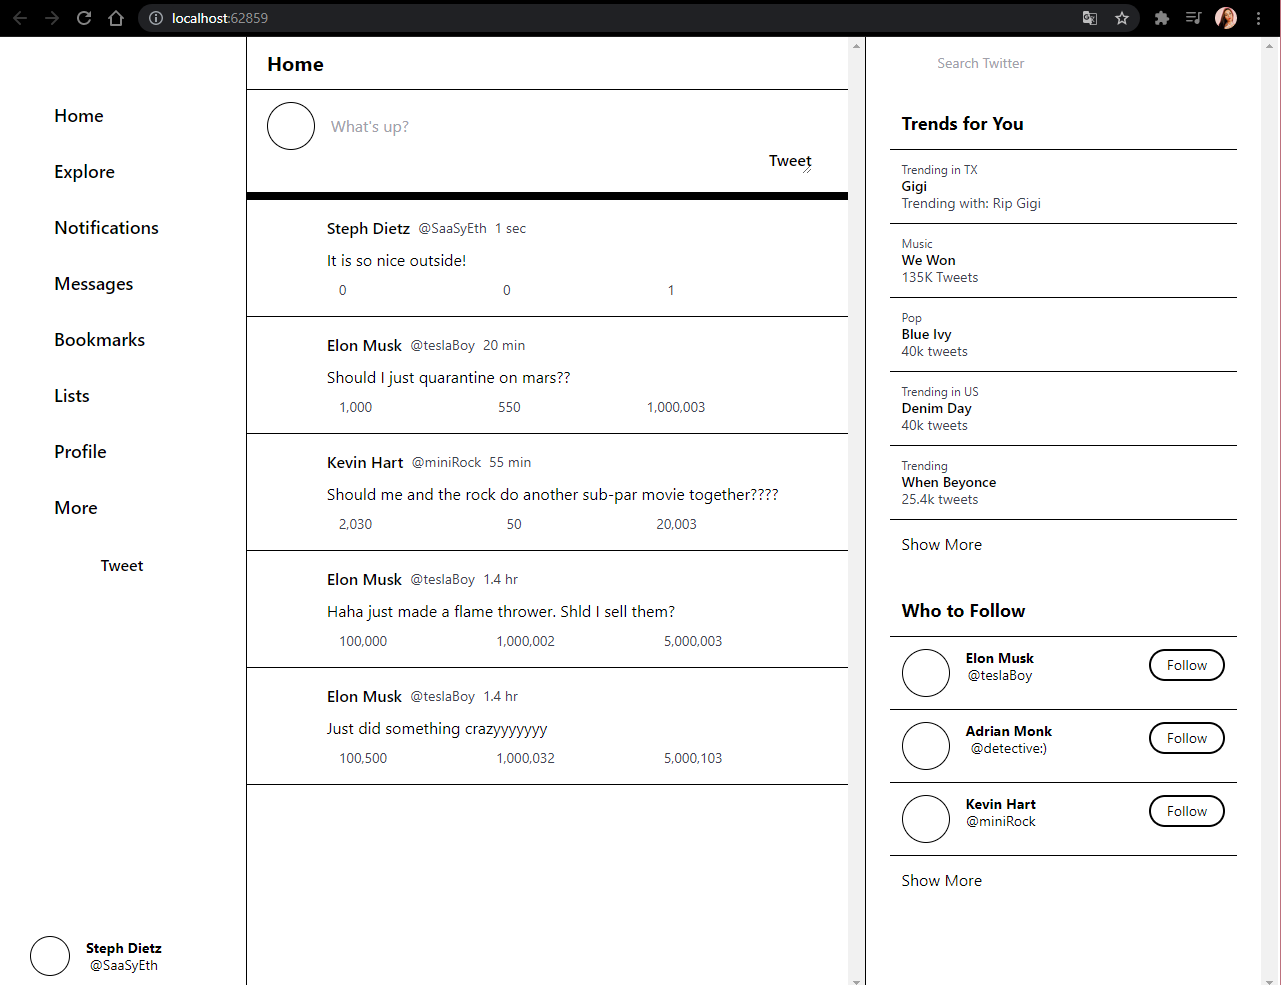 localhost:62859
Home
Explore
Notifications
Messages
Bookmarks
Lists
Profile
More
Tweet
Steph Dietz
@SaaSyEth
Home
What's up?
Tweet
Steph Dietz @SaaSyEth 1 sec
It is so nice outside!
0 0 1
Elon Musk @teslaBoy 20 min
Should I just quarantine on mars??
1,000 550 1,000,003
Kevin Hart @miniRock 55 min
Should me and the rock do another sub-par movie together????
2,030 50 20,003
Elon Musk @teslaBoy 1.4 hr
Haha just made a flame thrower. Shld I sell them?
100,000 1,000,002 5,000,003
Elon Musk @teslaBoy 1.4 hr
Just did something crazyyyyyyy
100,500 1,000,032 5,000,103
Search Twitter
Trends for You
Trending in TX
Gigi
Trending with: Rip Gigi
Music
We Won
135K Tweets
Pop
Blue Ivy
40k tweets
Trending in US
Denim Day
40k tweets
Trending
When Beyonce
25.4k tweets
Show More
Who to Follow
Elon Musk
@teslaBoy
Follow
Adrian Monk
@detective:)
Follow
Kevin Hart
@miniRock
Follow
Show More